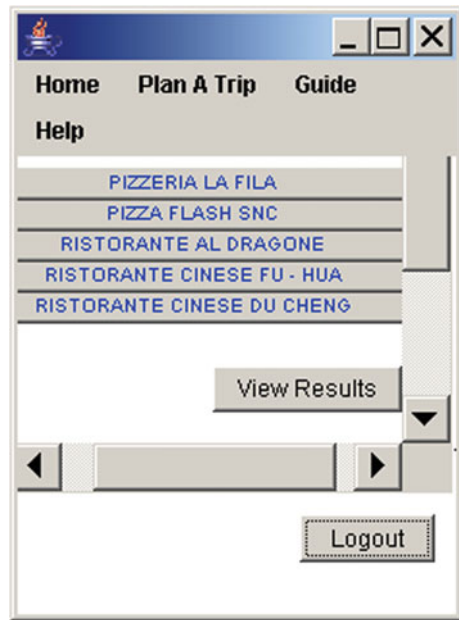 Home Plan A Trip Guide
Help
PIZZERIA LA FILA
PIZZA FLASH SNC
RISTORANTE AL DRAGONE
RISTORANTE CINESE FU - HUA
RISTORANTE CINESE DU CHENG
View Results
Logout